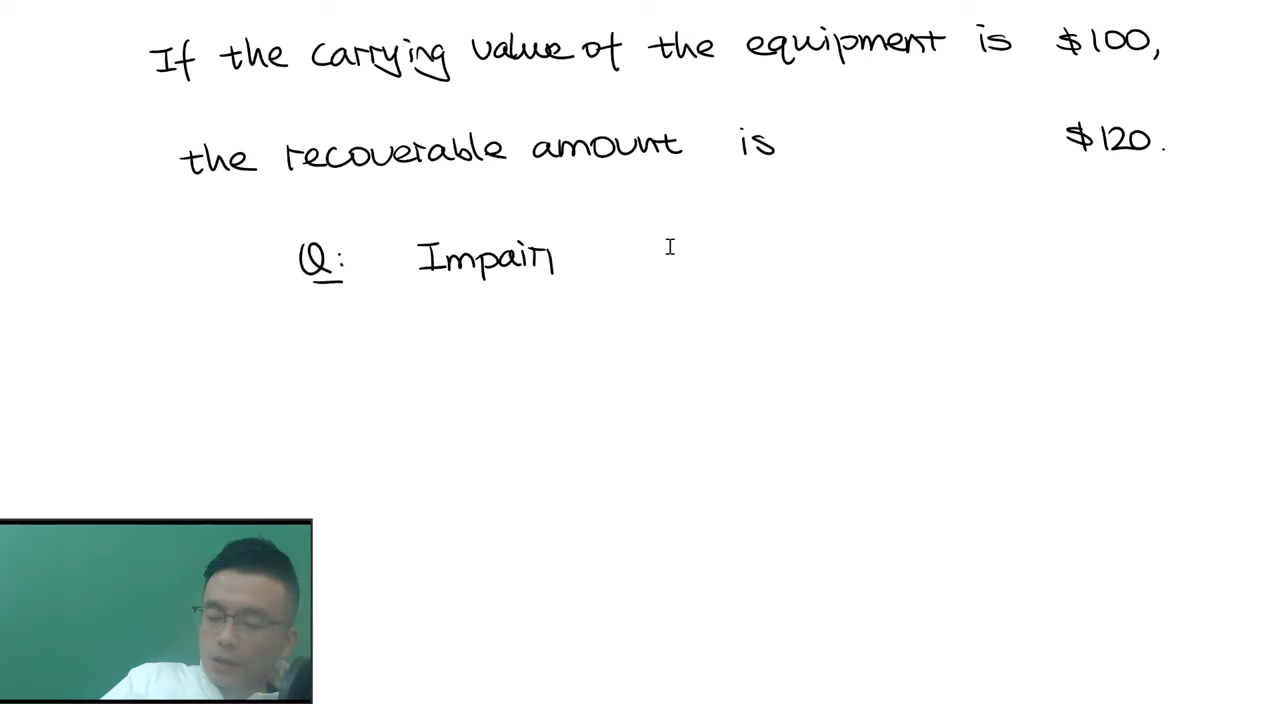 If the carrying value of the equipment is $100,
the recoverable amount is $120.
Q: Impair